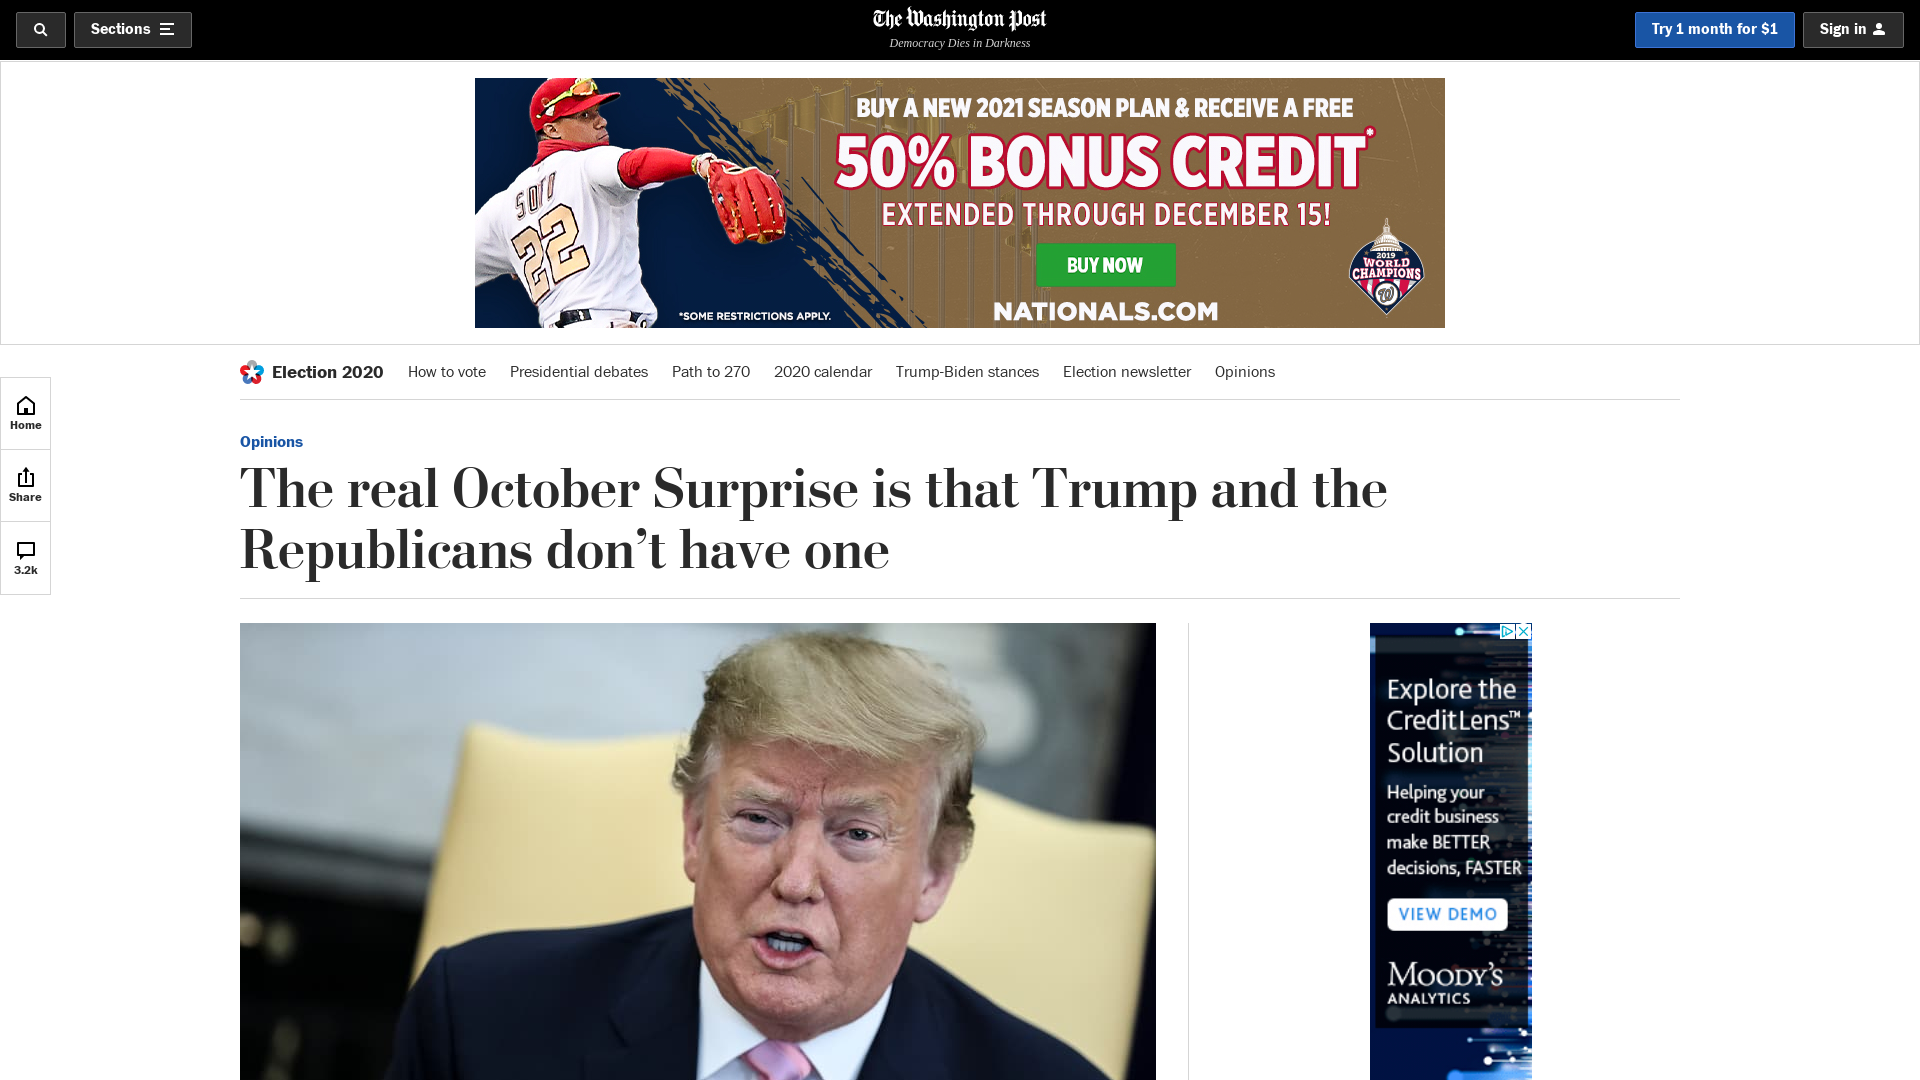 Sections
The Washington Post
Democracy Dies in Darkness
Try 1 month for $1
Sign in
BUY A NEW 2021 SEASON PLAN & RECEIVE A FREE
50% BONUS CREDIT*
EXTENDED THROUGH DECEMBER 15!
BUY NOW
NATIONALS.COM
*SOME RESTRICTIONS APPLY.
SOTO
22
2019
WORLD
CHAMPIONS
W
Election 2020 How to vote Presidential debates Path to 270 2020 calendar Trump-Biden stances Election newsletter Opinions
Home
Share
3.2k
Opinions
The real October Surprise is that Trump and the
Republicans don’t have one
Explore the
CreditLens™
Solution
Helping your
credit business
make BETTER
decisions, FASTER
VIEW DEMO
MOODY'S
ANALYTICS